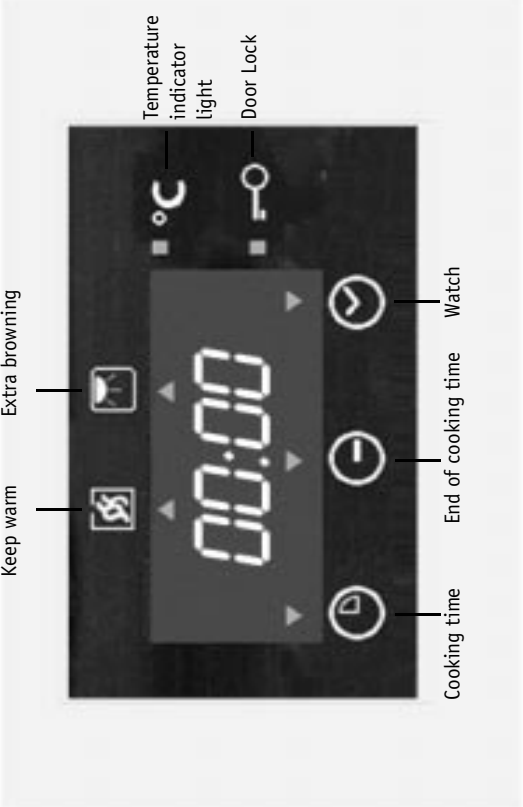 Keep warm
Extra browning
Temperature
indicator
light
°C
Door Lock
00:00
Cooking time
End of cooking time
Watch